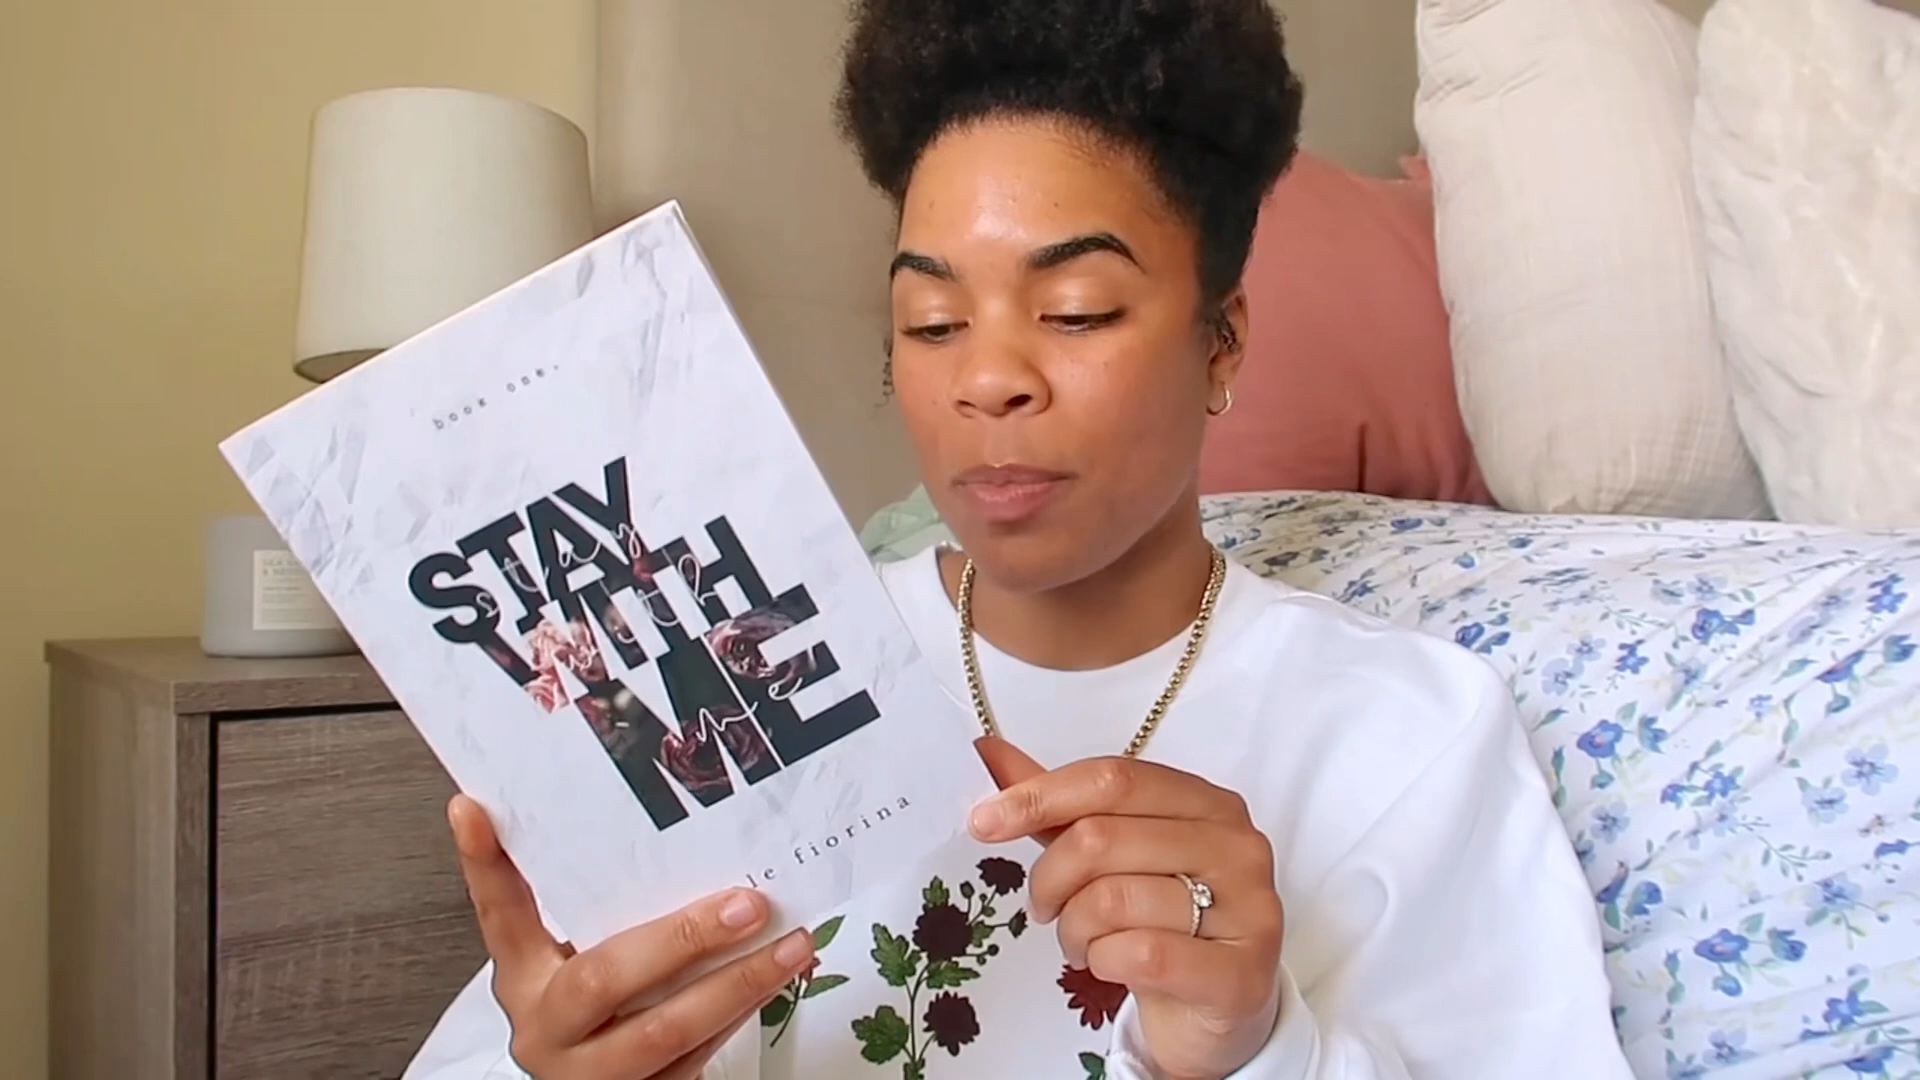 book one.
STAY
stay
WITH
with
ME
me
le fiorina